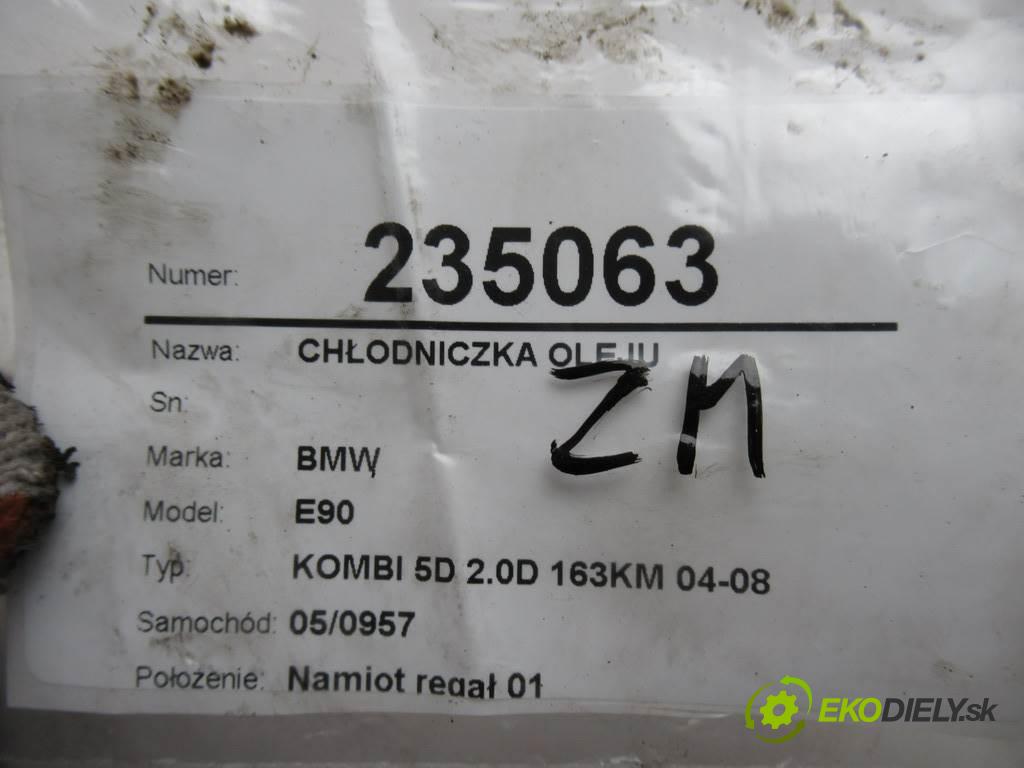 Numer: 235063
Nazwa: CHŁODNICZKA OLEJU
ZM
Sn:
Marka: BMW
Model: E90
Typ: KOMBI 5D 2.0D 163KM 04-08
Samochód: 05/0957
Położenie: Namiot regał 01
EKODIELY.sk